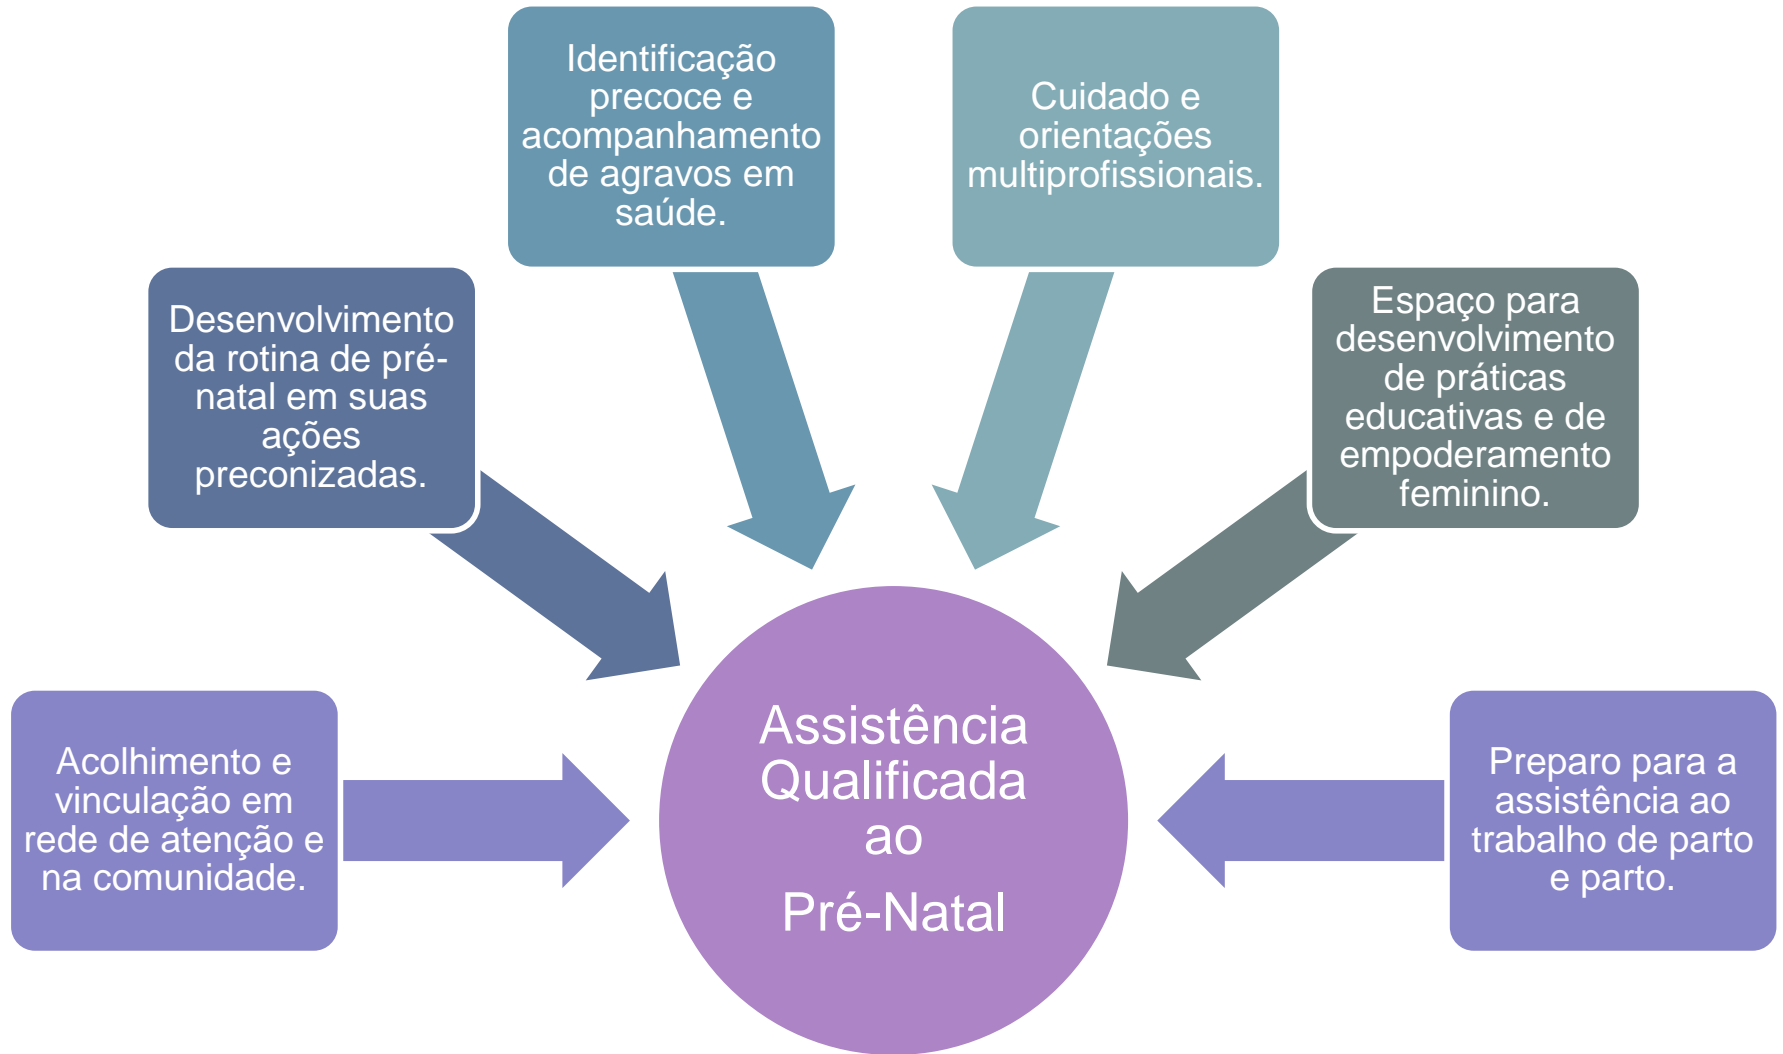 Identificação
precoce e
acompanhamento
de agravos em
saúde.
Cuidado e
orientações
multiprofissionais.
Desenvolvimento
da rotina de pré-
natal em suas
ações
preconizadas.
Espaço para
desenvolvimento
de práticas
educativas e de
empoderamento
feminino.
Acolhimento e
vinculação em
rede de atenção e
na comunidade.
Assistência
Qualificada
ao
Pré-Natal
Preparo para a
assistência ao
trabalho de parto
e parto.